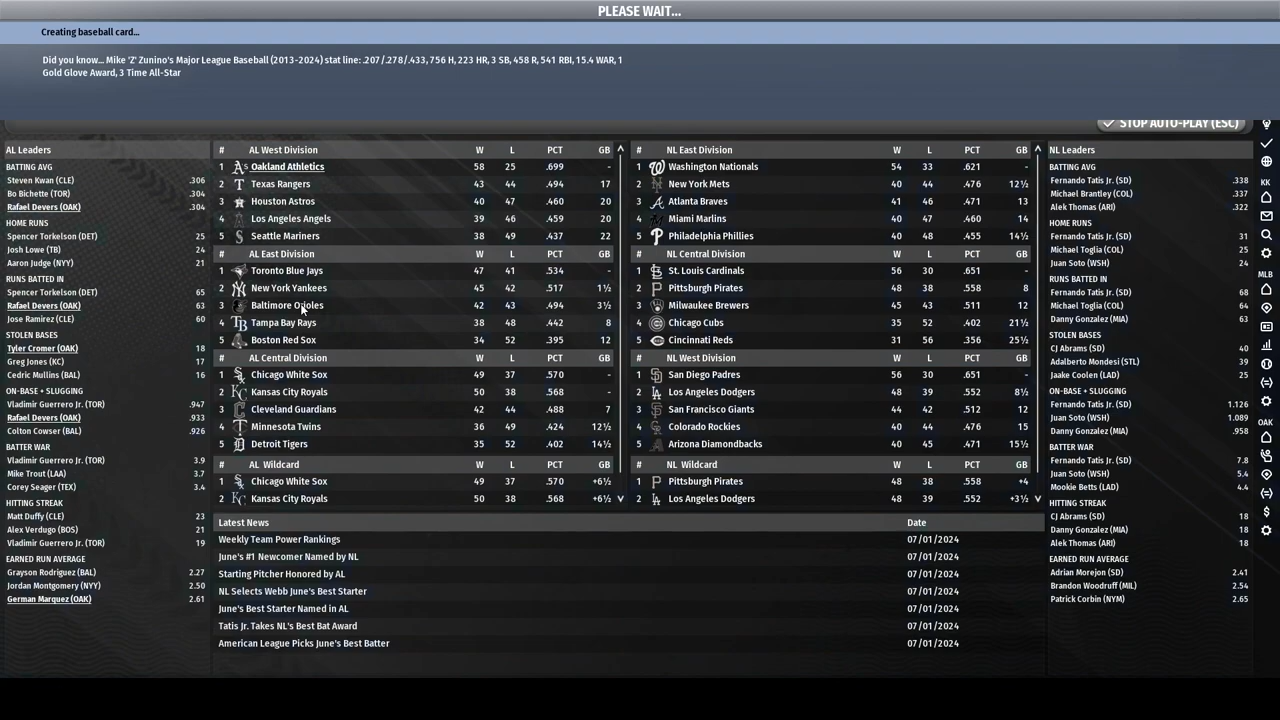 PLEASE WAIT...
Creating baseball card...
Did you know... Mike 'Z' Zunino's Major League Baseball (2013-2024) stat line: .207/.278/.433, 756 H, 223 HR, 3 SB, 458 R, 541 RBI, 15.4 WAR, 1
Gold Glove Award, 3 Time All-Star
STOP AUTO-PLAY (ESC)
AL Leaders
BATTING AVG
Steven Kwan (CLE) .306
Bo Bichette (TOR) .304
Rafael Devers (OAK) .304
HOME RUNS
Spencer Torkelson (DET) 25
Josh Lowe (TB) 24
Aaron Judge (NYY) 21
RUNS BATTED IN
Spencer Torkelson (DET) 65
Rafael Devers (OAK) 63
Jose Ramirez (CLE) 60
STOLEN BASES
Tyler Cromer (OAK) 18
Greg Jones (KC) 17
Cedric Mullins (BAL) 16
ON-BASE + SLUGGING
Vladimir Guerrero Jr. (TOR) .947
Rafael Devers (OAK) .933
Colton Cowser (BAL) .926
BATTER WAR
Vladimir Guerrero Jr. (TOR) 3.9
Mike Trout (LAA) 3.7
Corey Seager (TEX) 3.4
HITTING STREAK
Matt Duffy (CLE) 23
Alex Verdugo (BOS) 21
Vladimir Guerrero Jr. (TOR) 19
EARNED RUN AVERAGE
Grayson Rodriguez (BAL) 2.27
Jordan Montgomery (NYY) 2.50
German Marquez (OAK) 2.61
# AL West Division W L PCT GB
1 Oakland Athletics 58 25 .699 -
2 Texas Rangers 43 44 .494 17
3 Houston Astros 40 47 .460 20
4 Los Angeles Angels 39 46 .459 20
5 Seattle Mariners 38 49 .437 22
# AL East Division W L PCT GB
1 Toronto Blue Jays 47 41 .534 -
2 New York Yankees 45 42 .517 1½
3 Baltimore Orioles 42 43 .494 3½
4 Tampa Bay Rays 38 48 .442 8
5 Boston Red Sox 34 52 .395 12
# AL Central Division W L PCT GB
1 Chicago White Sox 49 37 .570 -
2 Kansas City Royals 50 38 .568 -
3 Cleveland Guardians 42 44 .488 7
4 Minnesota Twins 36 49 .424 12½
5 Detroit Tigers 35 52 .402 14½
# AL Wildcard W L PCT GB
1 Chicago White Sox 49 37 .570 +6½
2 Kansas City Royals 50 38 .568 +6½
# NL East Division W L PCT GB
1 Washington Nationals 54 33 .621 -
2 New York Mets 40 44 .476 12½
3 Atlanta Braves 41 46 .471 13
4 Miami Marlins 40 47 .460 14
5 Philadelphia Phillies 40 48 .455 14½
# NL Central Division W L PCT GB
1 St. Louis Cardinals 56 30 .651 -
2 Pittsburgh Pirates 48 38 .558 8
3 Milwaukee Brewers 45 43 .511 12
4 Chicago Cubs 35 52 .402 21½
5 Cincinnati Reds 31 56 .356 25½
# NL West Division W L PCT GB
1 San Diego Padres 56 30 .651 -
2 Los Angeles Dodgers 48 39 .552 8½
3 San Francisco Giants 44 42 .512 12
4 Colorado Rockies 40 44 .476 15
5 Arizona Diamondbacks 40 45 .471 15½
# NL Wildcard W L PCT GB
1 Pittsburgh Pirates 48 38 .558 +4
2 Los Angeles Dodgers 48 39 .552 +3½
Latest News Date
Weekly Team Power Rankings 07/01/2024
June's #1 Newcomer Named by NL 07/01/2024
Starting Pitcher Honored by AL 07/01/2024
NL Selects Webb June's Best Starter 07/01/2024
June's Best Starter Named in AL 07/01/2024
Tatis Jr. Takes NL's Best Bat Award 07/01/2024
American League Picks June's Best Batter 07/01/2024
NL Leaders
BATTING AVG
Fernando Tatis Jr. (SD) .338
Michael Brantley (COL) .337
Alek Thomas (ARI) .322
HOME RUNS
Fernando Tatis Jr. (SD) 31
Michael Toglia (COL) 25
Juan Soto (WSH) 24
RUNS BATTED IN
Fernando Tatis Jr. (SD) 68
Michael Toglia (COL) 64
Danny Gonzalez (MIA) 63
STOLEN BASES
CJ Abrams (SD) 40
Adalberto Mondesi (STL) 39
Jaake Coolen (LAD) 25
ON-BASE + SLUGGING
Fernando Tatis Jr. (SD) 1.126
Juan Soto (WSH) 1.089
Danny Gonzalez (MIA) .958
BATTER WAR
Fernando Tatis Jr. (SD) 7.8
Juan Soto (WSH) 5.4
Mookie Betts (LAD) 4.4
HITTING STREAK
CJ Abrams (SD) 18
Danny Gonzalez (MIA) 18
Alek Thomas (ARI) 18
EARNED RUN AVERAGE
Adrian Morejon (SD) 2.41
Brandon Woodruff (MIL) 2.54
Patrick Corbin (NYM) 2.65
KK
MLB
OAK